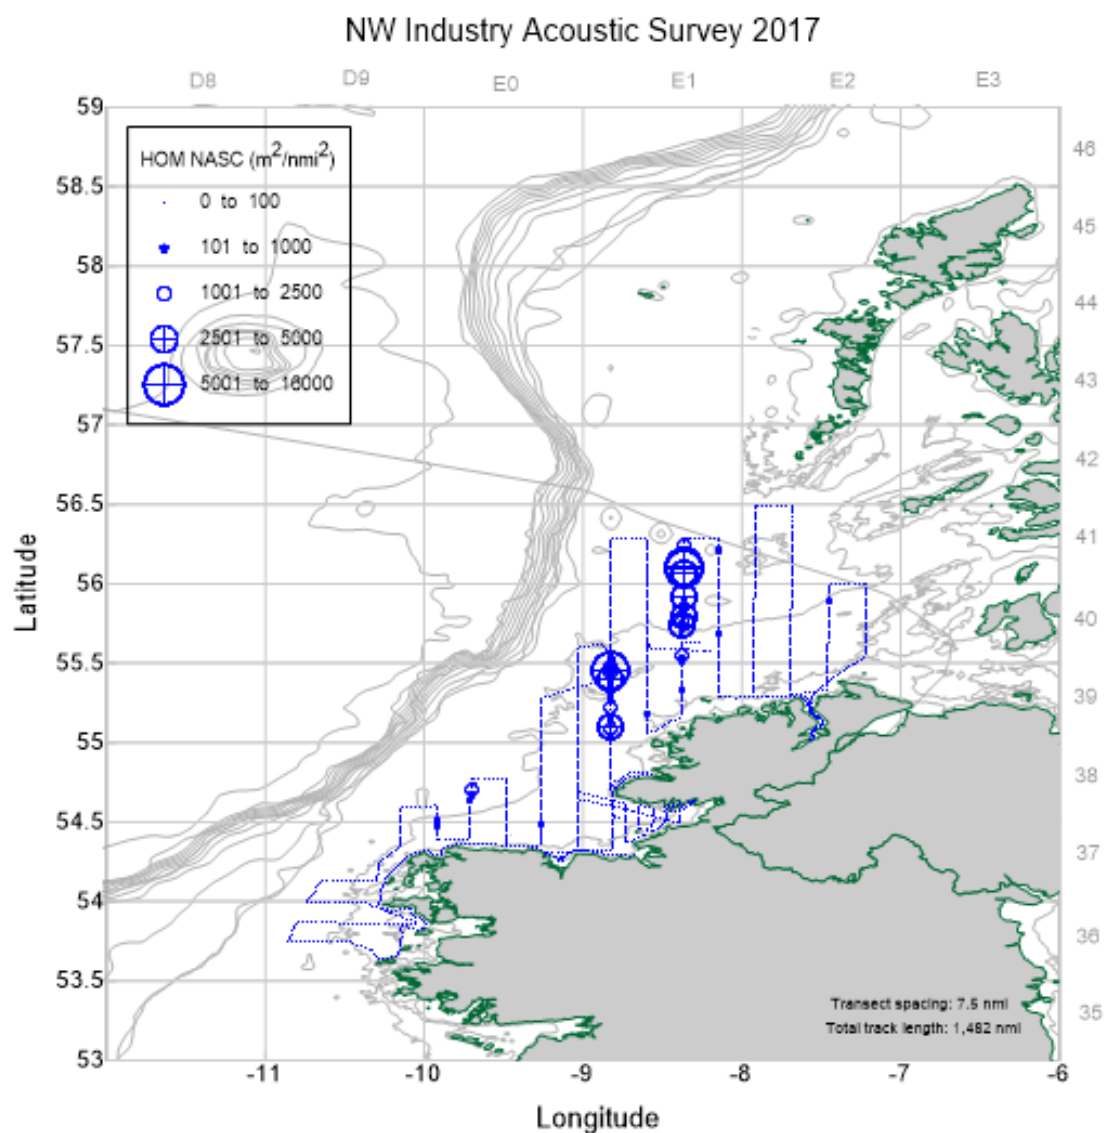 NW Industry Acoustic Survey 2017
D8 D9 E0 E1 E2 E3
HOM NASC (m²/nmi²)
0 to 100
101 to 1000
1001 to 2500
2501 to 5000
5001 to 16000
59
58.5
58
57.5
57
56.5
56
55.5
55
54.5
54
53.5
53
46
45
44
43
42
41
40
39
38
37
36
35
Latitude
Transect spacing: 7.5 nmi
Total track length: 1,482 nmi
-11 -10 -9 -8 -7 -6
Longitude